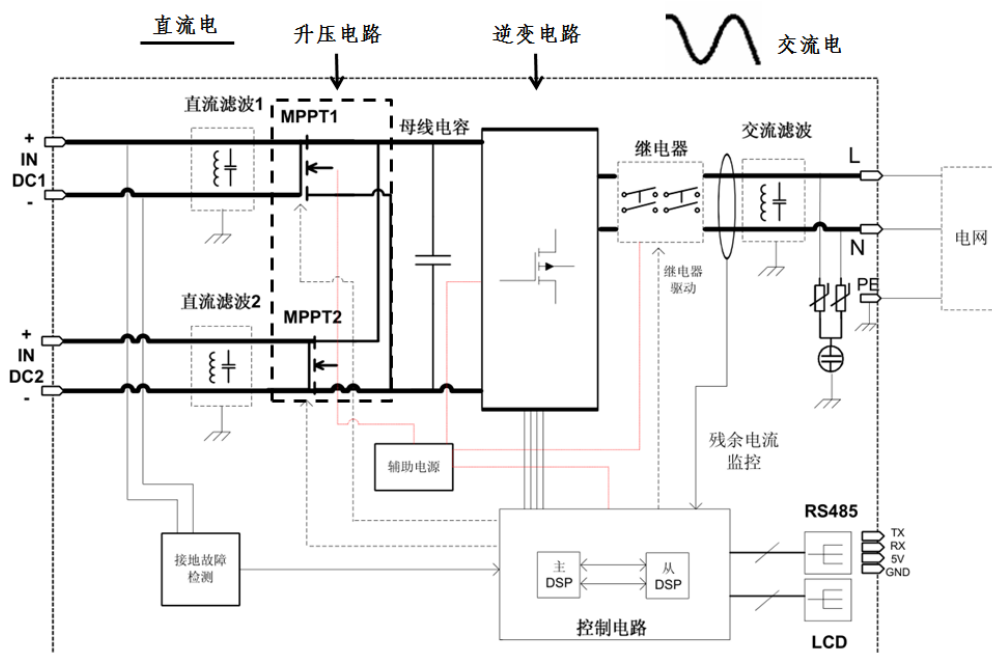 直流电
升压电路
逆变电路
交流电
直流滤波1
MPPT1
母线电容
继电器
交流滤波
+
IN
DC1
-
L
N
PE
电网
继电器
驱动
直流滤波2
MPPT2
+
IN
DC2
-
辅助电源
残余电流
监控
接地故障
检测
主
DSP
从
DSP
控制电路
RS485
TX
RX
5V
GND
LCD